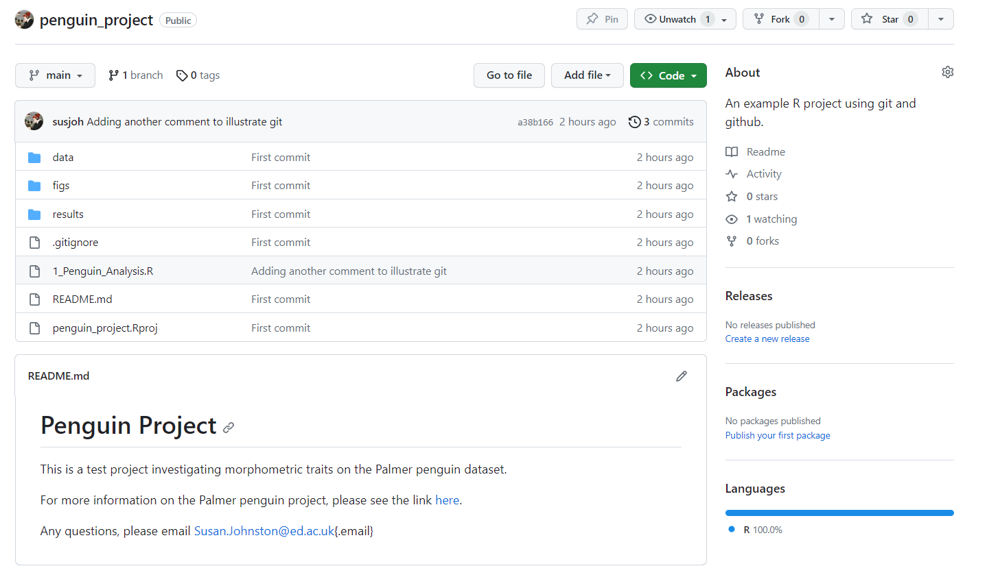 penguin_project Public Pin Unwatch 1 Fork 0 Star 0
main 1 branch 0 tags Go to file Add file Code
susjoh Adding another comment to illustrate git a38b166 2 hours ago 3 commits
data First commit 2 hours ago
figs First commit 2 hours ago
results First commit 2 hours ago
.gitignore First commit 2 hours ago
1_Penguin_Analysis.R Adding another comment to illustrate git 2 hours ago
README.md First commit 2 hours ago
penguin_project.Rproj First commit 2 hours ago
README.md
Penguin Project
This is a test project investigating morphometric traits on the Palmer penguin dataset.
For more information on the Palmer penguin project, please see the link here.
Any questions, please email Susan.Johnston@ed.ac.uk{.email}
About
An example R project using git and
github.
Readme
Activity
0 stars
1 watching
0 forks
Releases
No releases published
Create a new release
Packages
No packages published
Publish your first package
Languages
R 100.0%